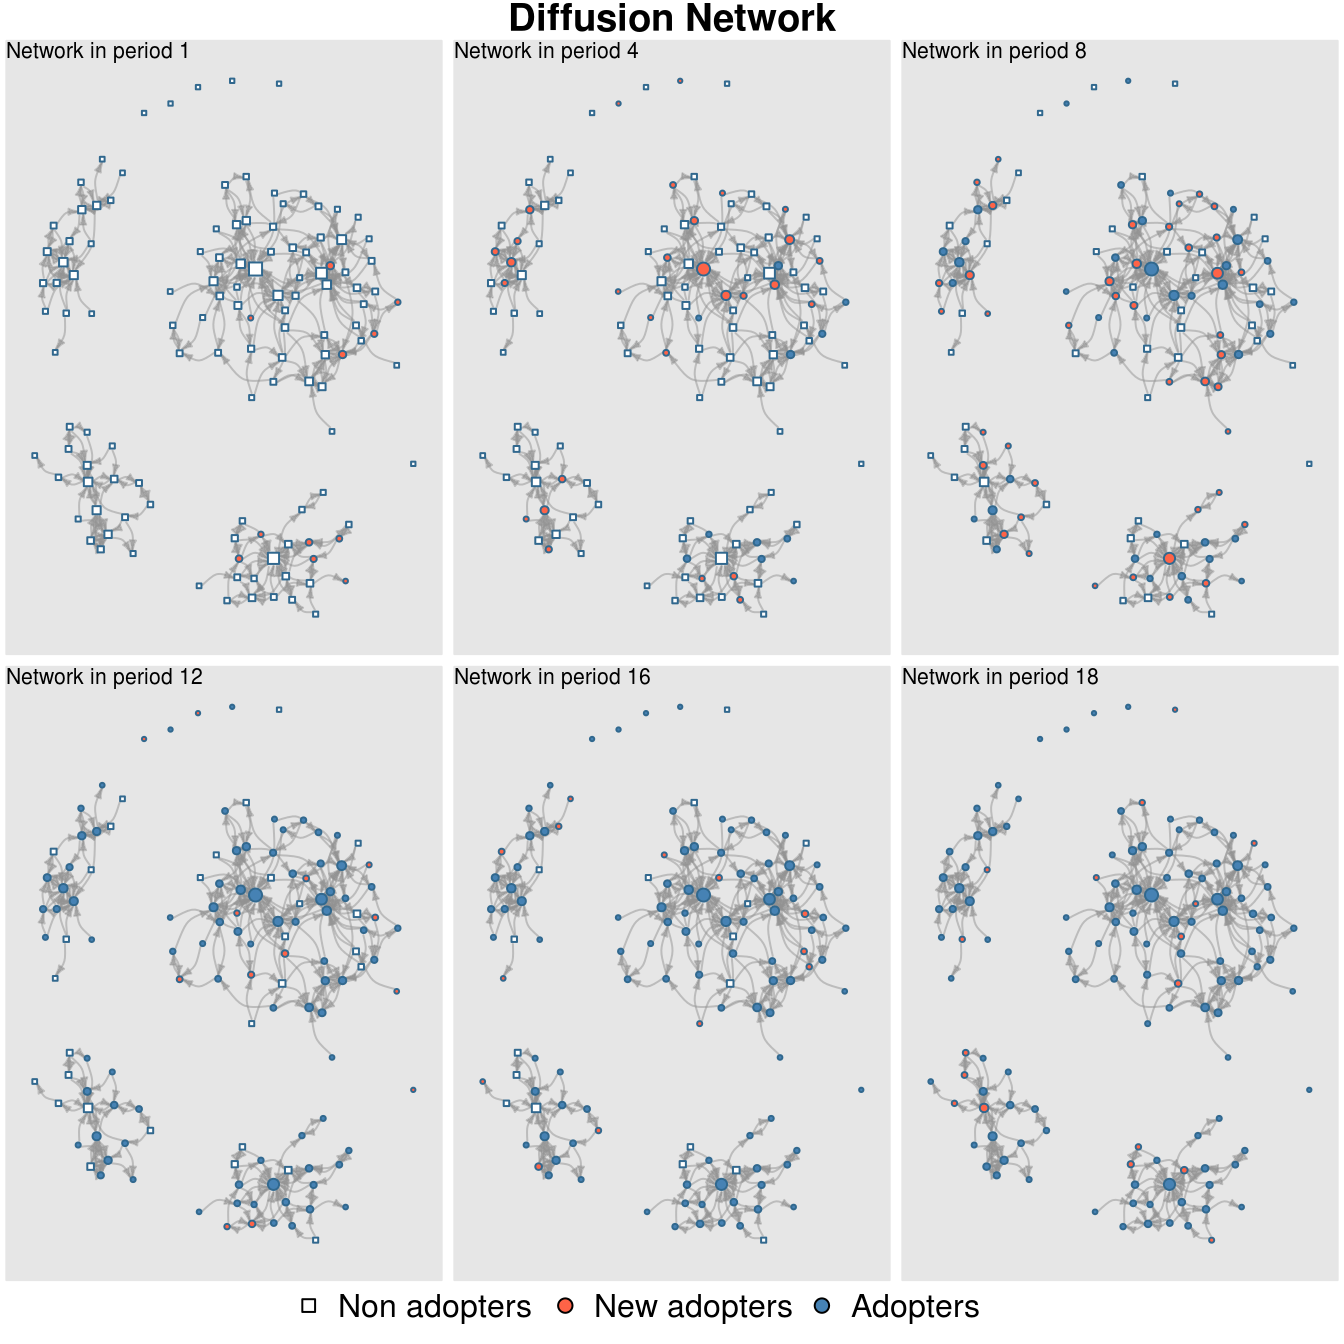 Diffusion Network
Network in period 1
Network in period 4
Network in period 8
Network in period 12
Network in period 16
Network in period 18
Non adopters New adopters Adopters